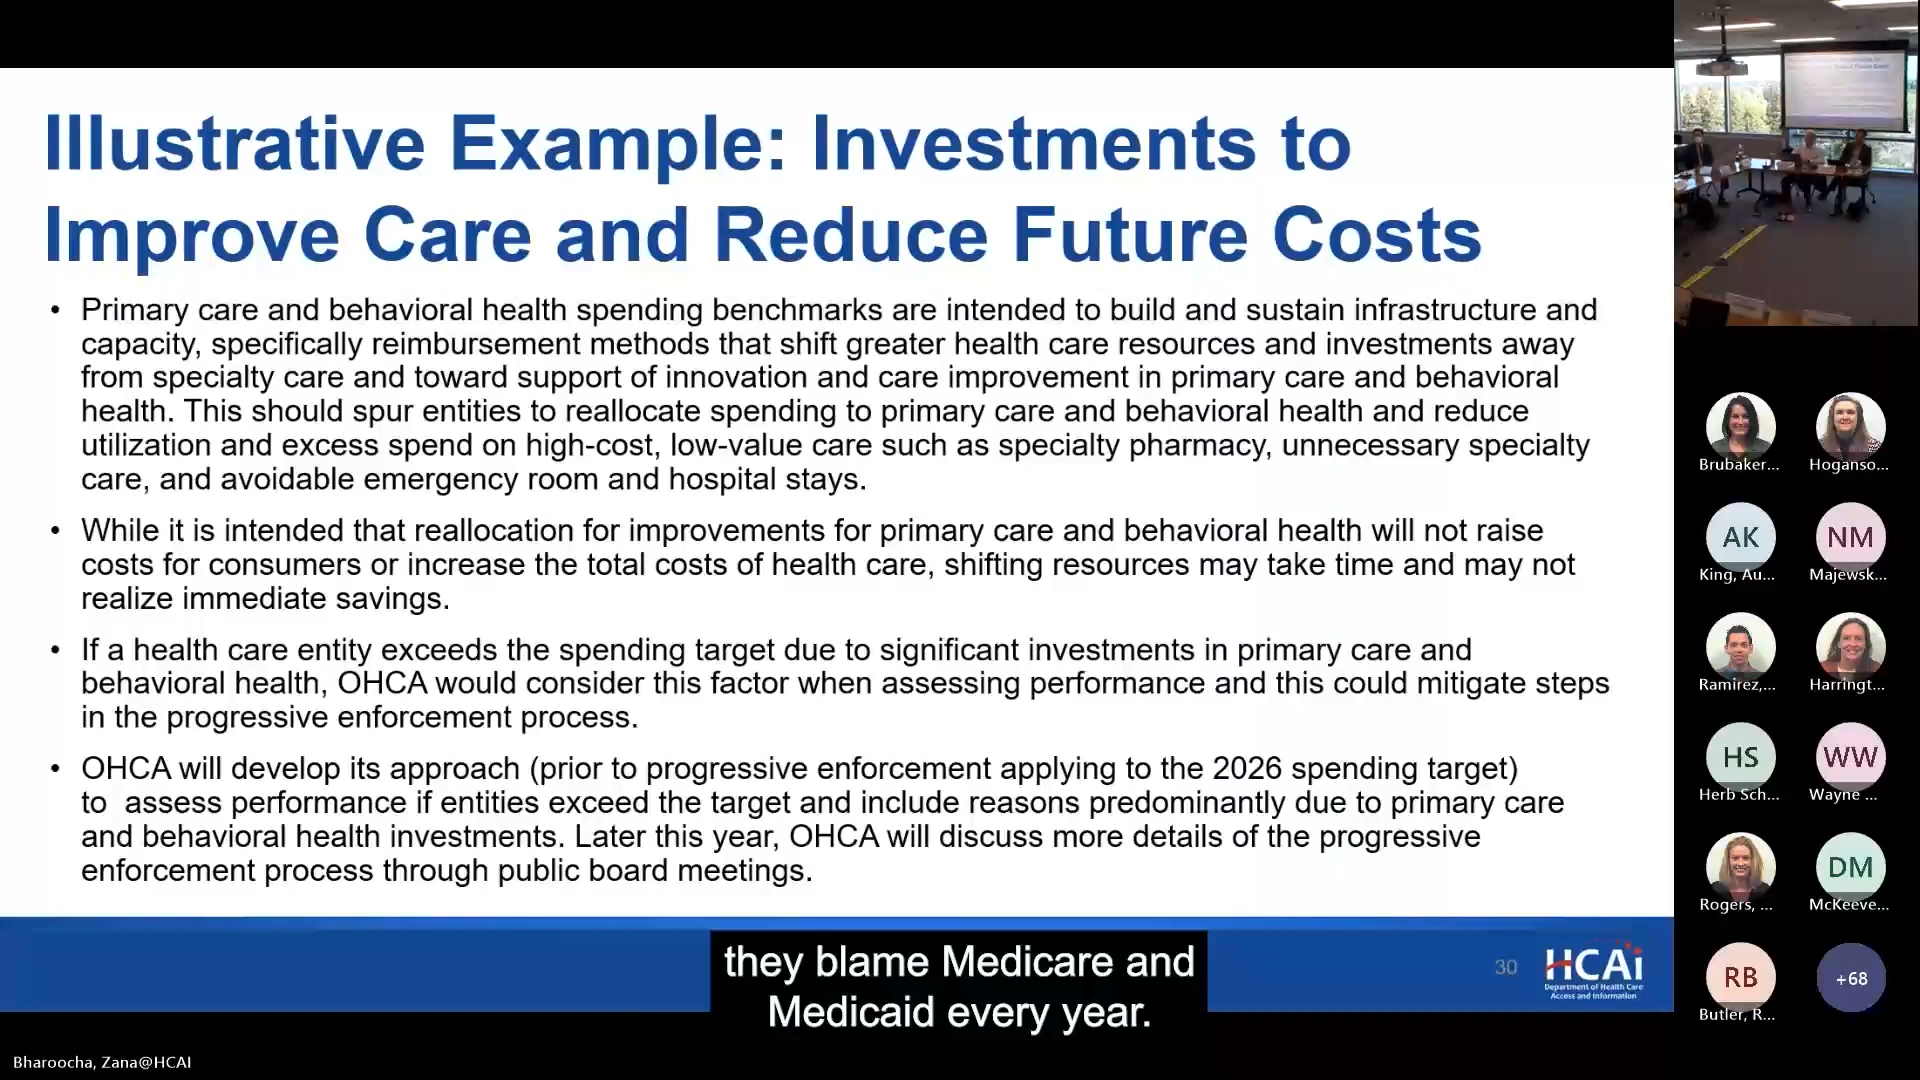 Illustrative Example: Investments to
Improve Care and Reduce Future Costs
• Primary care and behavioral health spending benchmarks are intended to build and sustain infrastructure and
capacity, specifically reimbursement methods that shift greater health care resources and investments away
from specialty care and toward support of innovation and care improvement in primary care and behavioral
health. This should spur entities to reallocate spending to primary care and behavioral health and reduce
utilization and excess spend on high-cost, low-value care such as specialty pharmacy, unnecessary specialty
care, and avoidable emergency room and hospital stays.
• While it is intended that reallocation for improvements for primary care and behavioral health will not raise
costs for consumers or increase the total costs of health care, shifting resources may take time and may not
realize immediate savings.
• If a health care entity exceeds the spending target due to significant investments in primary care and
behavioral health, OHCA would consider this factor when assessing performance and this could mitigate steps
in the progressive enforcement process.
• OHCA will develop its approach (prior to progressive enforcement applying to the 2026 spending target)
to  assess performance if entities exceed the target and include reasons predominantly due to primary care
and behavioral health investments. Later this year, OHCA will discuss more details of the progressive
enforcement process through public board meetings.
30
HCAi
Department of Health Care
Access and Information
they blame Medicare and
Medicaid every year.
Bharoocha, Zana@HCAI
Brubaker...
Hoganso...
AK
King, Au...
NM
Majewsk...
Ramirez,...
Harringt...
HS
Herb Sch...
WW
Wayne ...
Rogers, ...
DM
McKeeve...
RB
Butler, R...
+68